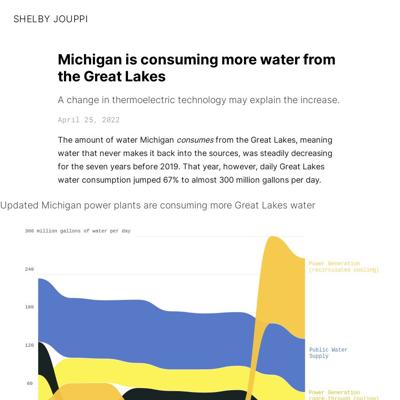 SHELBY JOUPPI
Michigan is consuming more water from
the Great Lakes
A change in thermoelectric technology may explain the increase.
April 25, 2022
The amount of water Michigan consumes from the Great Lakes, meaning
water that never makes it back into the sources, was steadily decreasing
for the seven years before 2019. That year, however, daily Great Lakes
water consumption jumped 67% to almost 300 million gallons per day.
Updated Michigan power plants are consuming more Great Lakes water
300 million gallons of water per day
240
180
120
60
Power Generation
(recirculated cooling)
Public Water
Supply
Power Generation
(once-through cooling)